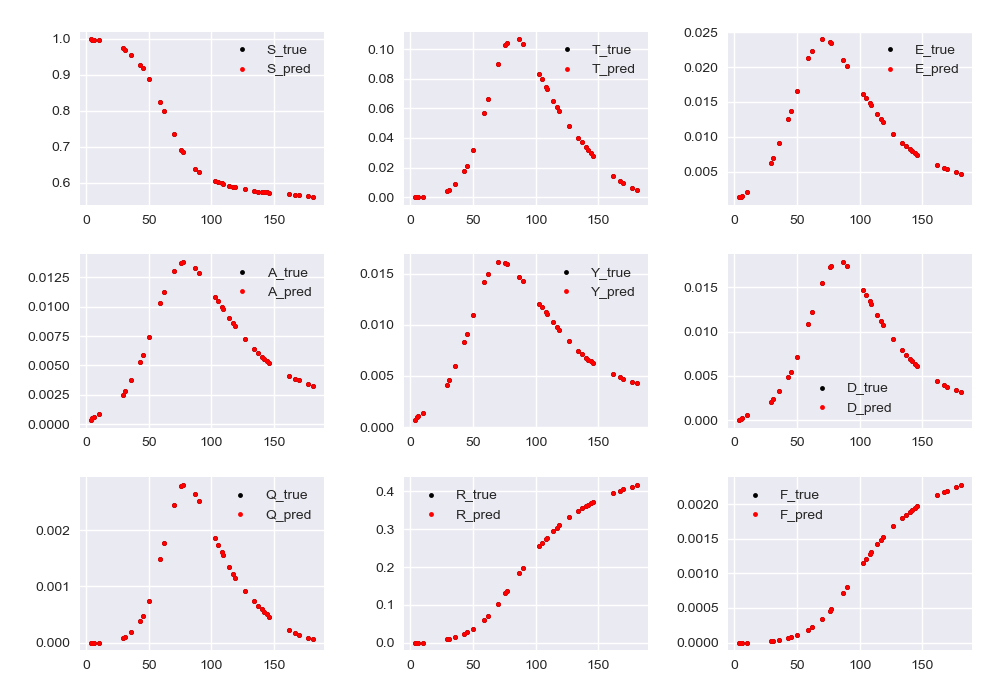 1.0
0.9
0.8
0.7
0.6
S_true
S_pred
0 50 100 150
0.10
0.08
0.06
0.04
0.02
0.00
T_true
T_pred
0 50 100 150
0.025
0.020
0.015
0.010
0.005
E_true
E_pred
0 50 100 150
0.0125
0.0100
0.0075
0.0050
0.0025
0.0000
A_true
A_pred
0 50 100 150
0.015
0.010
0.005
0.000
Y_true
Y_pred
0 50 100 150
0.015
0.010
0.005
0.000
D_true
D_pred
0 50 100 150
0.002
0.001
0.000
Q_true
Q_pred
0 50 100 150
0.4
0.3
0.2
0.1
0.0
R_true
R_pred
0 50 100 150
0.0020
0.0015
0.0010
0.0005
0.0000
F_true
F_pred
0 50 100 150